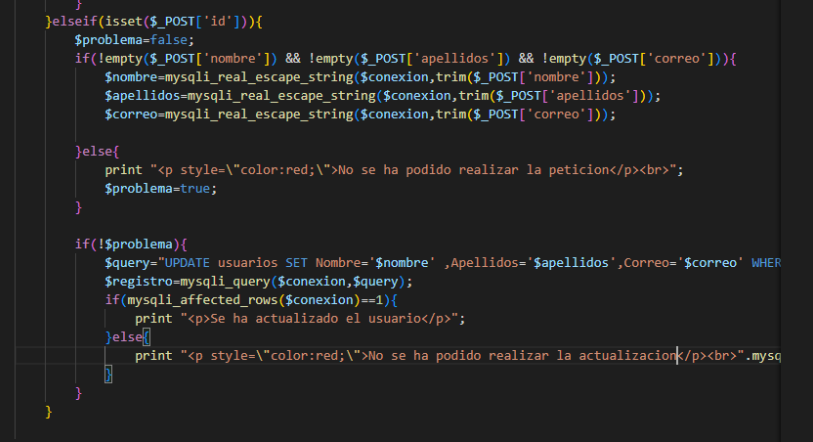 }
}elseif(isset($_POST['id'])){
$problema=false;
if(!empty($_POST['nombre']) && !empty($_POST['apellidos']) && !empty($_POST['correo'])){
$nombre=mysqli_real_escape_string($conexion,trim($_POST['nombre']));
$apellidos=mysqli_real_escape_string($conexion,trim($_POST['apellidos']));
$correo=mysqli_real_escape_string($conexion,trim($_POST['correo']));
}else{
print "<p style=\"color:red;\">No se ha podido realizar la peticion</p><br>";
$problema=true;
}
if(!$problema){
$query="UPDATE usuarios SET Nombre='$nombre' ,Apellidos='$apellidos',Correo='$correo' WHER
$registro=mysqli_query($conexion,$query);
if(mysqli_affected_rows($conexion)==1){
print "<p>Se ha actualizado el usuario</p>";
}else{
print "<p style=\"color:red;\">No se ha podido realizar la actualizacion</p><br>".mysq
}
}
}